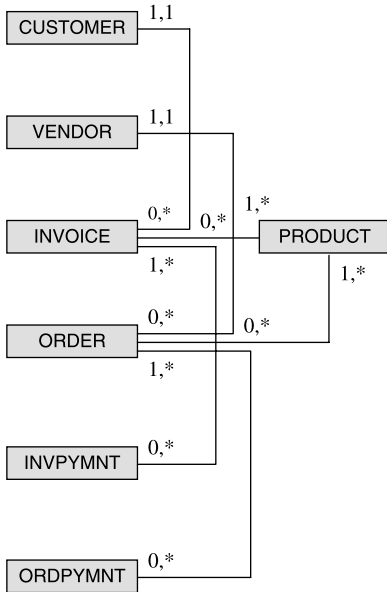 1,1
CUSTOMER
1,1
VENDOR
0,* 0,* 1,*
INVOICE PRODUCT
1,* 1,*
0,* 0,*
ORDER
1,*
0,*
INVPYMNT
0,*
ORDPYMNT